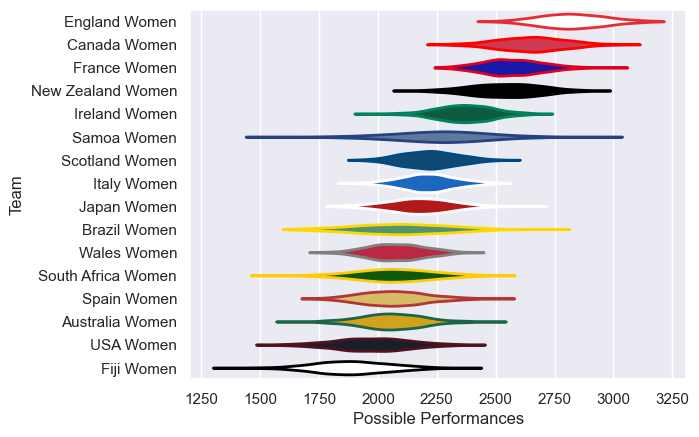 England Women
Canada Women
France Women
New Zealand Women
Ireland Women
Samoa Women
Scotland Women
Italy Women
Japan Women
Brazil Women
Wales Women
South Africa Women
Spain Women
Australia Women
USA Women
Fiji Women
Team
1250 1500 1750 2000 2250 2500 2750 3000 3250
Possible Performances